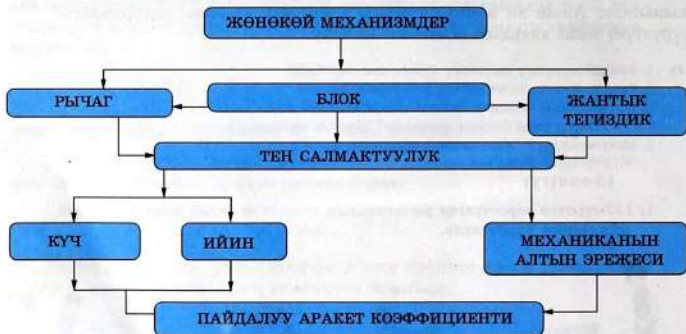 ЖӨНӨКӨЙ МЕХАНИЗМДЕР
РЫЧАГ
БЛОК
ЖАНТЫК
ТЕГИЗДИК
ТЕҢ САЛМАКТУУЛУК
КҮЧ
ИЙИН
МЕХАНИКАНЫН
АЛТЫН ЭРЕЖЕСИ
ПАЙДАЛУУ АРАКЕТ КОЭФФИЦИЕНТИ